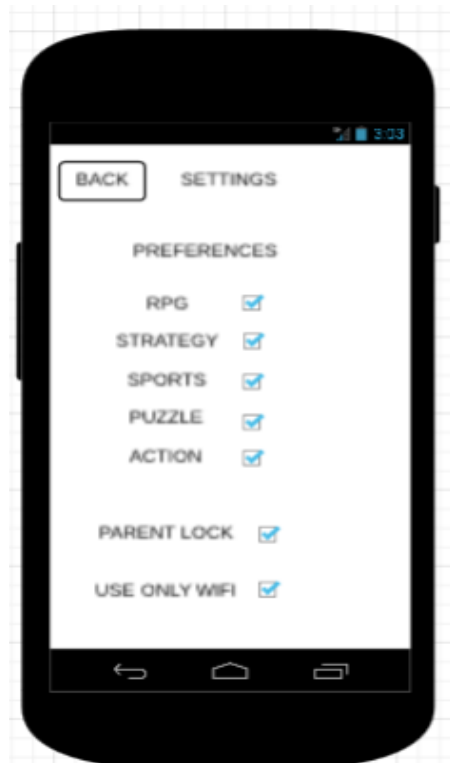 3:03
BACK SETTINGS
PREFERENCES
RPG
STRATEGY
SPORTS
PUZZLE
ACTION
PARENT LOCK
USE ONLY WIFI